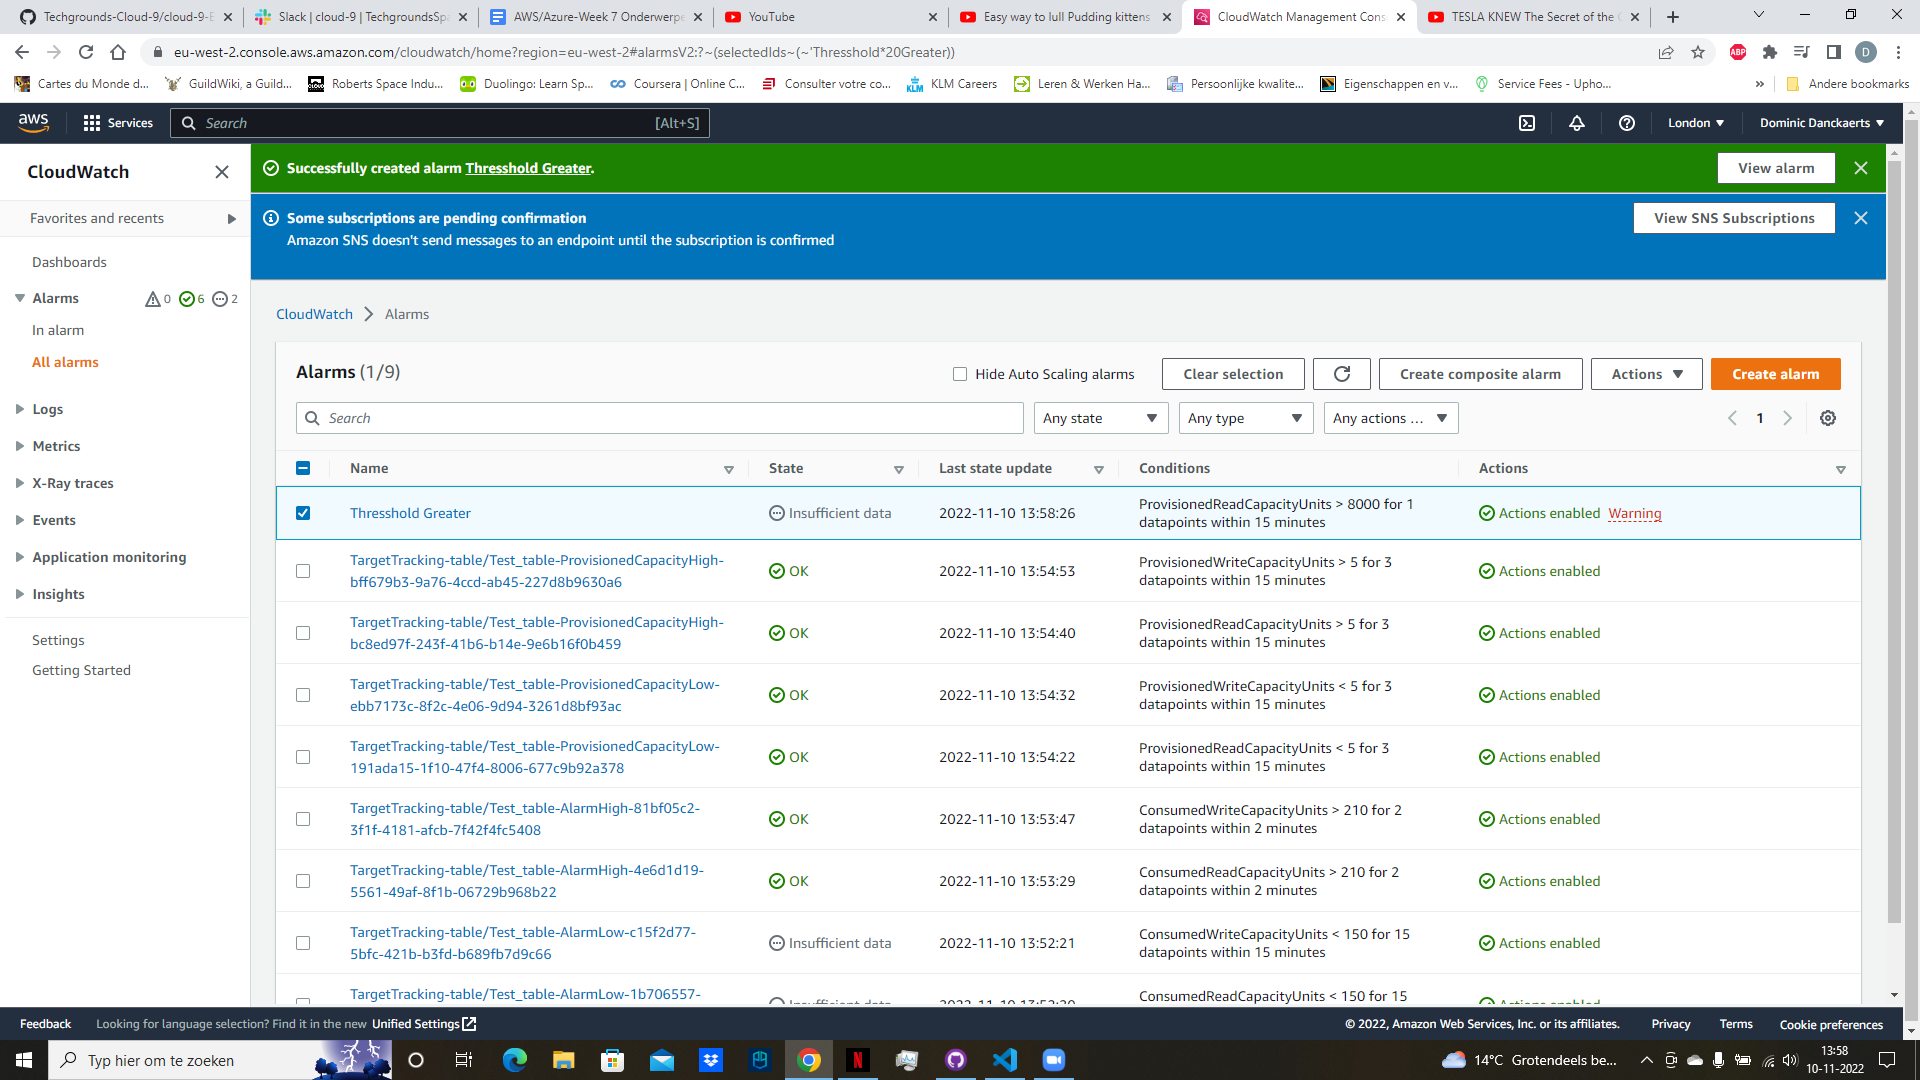 Techgrounds-Cloud-9/cloud-9-E
Slack | cloud-9 | TechgroundsSpa
AWS/Azure-Week 7 Onderwerpe
YouTube
Easy way to lull Pudding kittens
CloudWatch Management Cons
TESLA KNEW The Secret of the
eu-west-2.console.aws.amazon.com/cloudwatch/home?region=eu-west-2#alarmsV2:?~(selectedIds~(~'Thresshold*20Greater))
ABP
D
Cartes du Monde d...
GuildWiki, a Guild...
Roberts Space Indu...
Duolingo: Learn Sp...
Coursera | Online C...
Consulter votre co...
KLM Careers
Leren & Werken Ha...
Persoonlijke kwalite...
Eigenschappen en v...
Service Fees - Upho...
»
Andere bookmarks
aws
Services
Search
[Alt+S]
London
Dominic Danckaerts
CloudWatch
Favorites and recents
Dashboards
Alarms
0
6
2
In alarm
All alarms
Logs
Metrics
X-Ray traces
Events
Application monitoring
Insights
Settings
Getting Started
Successfully created alarm Thresshold Greater.
View alarm
Some subscriptions are pending confirmation
Amazon SNS doesn't send messages to an endpoint until the subscription is confirmed
View SNS Subscriptions
CloudWatch
Alarms
Alarms (1/9)
Hide Auto Scaling alarms
Clear selection
Create composite alarm
Actions
Create alarm
Search
Any state
Any type
Any actions ...
1
Name
State
Last state update
Conditions
Actions
Thresshold Greater
Insufficient data
2022-11-10 13:58:26
ProvisionedReadCapacityUnits > 8000 for 1
datapoints within 15 minutes
Actions enabled
Warning
TargetTracking-table/Test_table-ProvisionedCapacityHigh-
bff679b3-9a76-4ccd-ab45-227d8b9630a6
OK
2022-11-10 13:54:53
ProvisionedWriteCapacityUnits > 5 for 3
datapoints within 15 minutes
Actions enabled
TargetTracking-table/Test_table-ProvisionedCapacityHigh-
bc8ed97f-243f-41b6-b14e-9e6b16f0b459
OK
2022-11-10 13:54:40
ProvisionedReadCapacityUnits > 5 for 3
datapoints within 15 minutes
Actions enabled
TargetTracking-table/Test_table-ProvisionedCapacityLow-
ebb7173c-8f2c-4e06-9d94-3261d8bf93ac
OK
2022-11-10 13:54:32
ProvisionedWriteCapacityUnits < 5 for 3
datapoints within 15 minutes
Actions enabled
TargetTracking-table/Test_table-ProvisionedCapacityLow-
191ada15-1f10-47f4-8006-677c9b92a378
OK
2022-11-10 13:54:22
ProvisionedReadCapacityUnits < 5 for 3
datapoints within 15 minutes
Actions enabled
TargetTracking-table/Test_table-AlarmHigh-81bf05c2-
3f1f-4181-afcb-7f42f4fc5408
OK
2022-11-10 13:53:47
ConsumedWriteCapacityUnits > 210 for 2
datapoints within 2 minutes
Actions enabled
TargetTracking-table/Test_table-AlarmHigh-4e6d1d19-
5561-49af-8f1b-06729b968b22
OK
2022-11-10 13:53:29
ConsumedReadCapacityUnits > 210 for 2
datapoints within 2 minutes
Actions enabled
TargetTracking-table/Test_table-AlarmLow-c15f2d77-
5bfc-421b-b3fd-b689fb7d9c66
Insufficient data
2022-11-10 13:52:21
ConsumedWriteCapacityUnits < 150 for 15
datapoints within 15 minutes
Actions enabled
TargetTracking-table/Test_table-AlarmLow-1b706557-
Insufficient data
ConsumedReadCapacityUnits < 150 for 15
Actions enabled
Feedback
Looking for language selection? Find it in the new Unified Settings
© 2022, Amazon Web Services, Inc. or its affiliates.
Privacy
Terms
Cookie preferences
Typ hier om te zoeken
N
14°C Grotendeels be...
13:58
10-11-2022